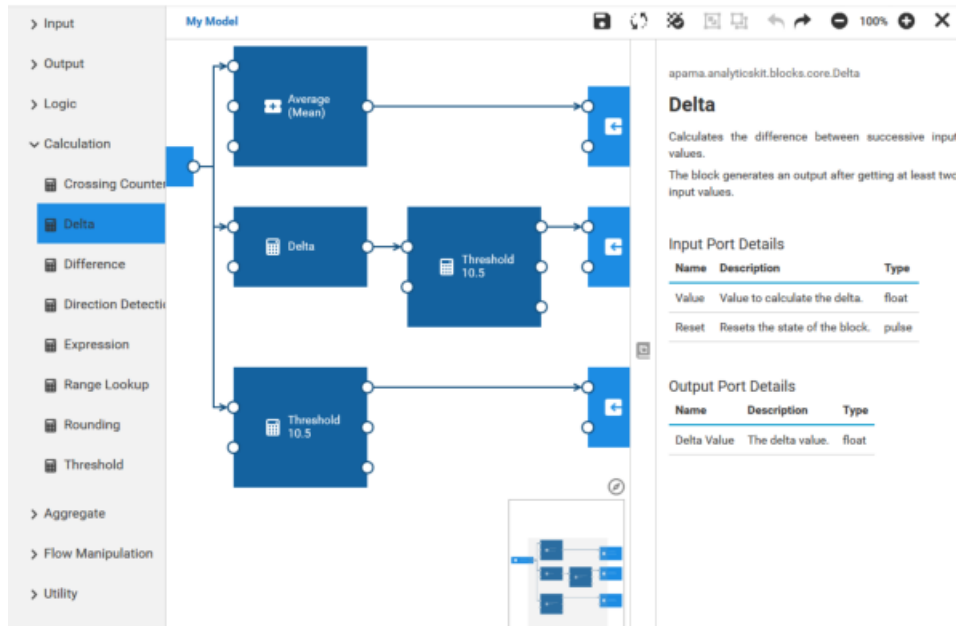 Input
My Model
100%
Output
Logic
Calculation
Crossing Counter
Delta
Difference
Direction Detectio
Expression
Range Lookup
Rounding
Threshold
Aggregate
Flow Manipulation
Utility
Average
(Mean)
Delta
Threshold
10.5
Threshold
10.5
apama.analyticskit.blocks.core.Delta
Delta
Calculates the difference between successive input
values.
The block generates an output after getting at least two
input values.
Input Port Details
Name Description Type
Value Value to calculate the delta. float
Reset Resets the state of the block. pulse
Output Port Details
Name Description Type
Delta Value The delta value. float